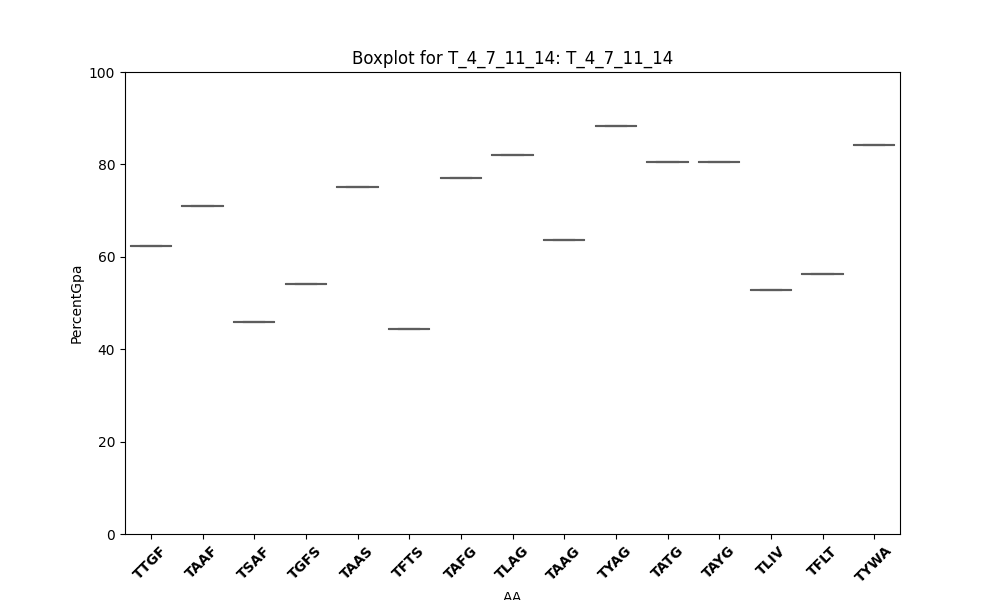 Boxplot for T_4_7_11_14: T_4_7_11_14
100
80
60
40
20
0
PercentGpa
TTGF
TAAF
TSAF
TGFS
TAAS
TFTS
TAFG
TLAG
TAAG
TYAG
TATG
TAYG
TLIV
TFLT
TYWA
AA